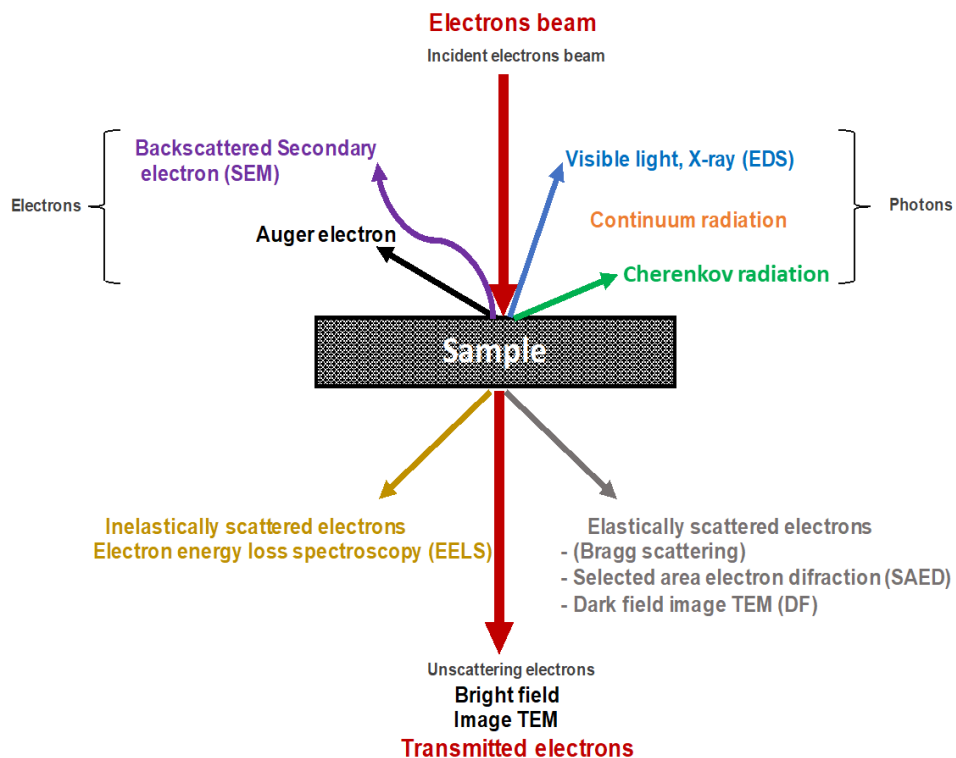 Electrons beam
Incident electrons beam
Backscattered Secondary
electron (SEM)
Visible light, X-ray (EDS)
Electrons
Photons
Continuum radiation
Auger electron
Cherenkov radiation
Sample
Inelastically scattered electrons
Electron energy loss spectroscopy (EELS)
Elastically scattered electrons
- (Bragg scattering)
- Selected area electron difraction (SAED)
- Dark field image TEM (DF)
Unscattering electrons
Bright field
Image TEM
Transmitted electrons